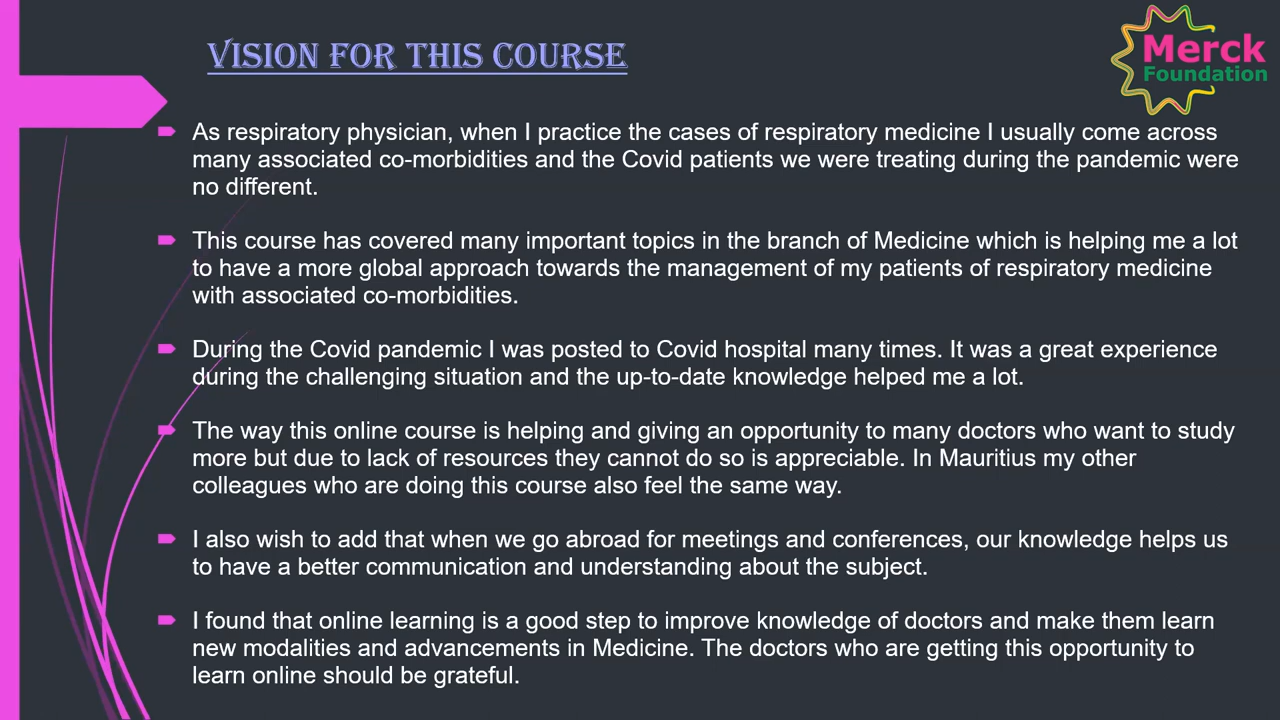 VISION FOR THIS COURSE
Merck
Foundation
As respiratory physician, when I practice the cases of respiratory medicine I usually come across
many associated co-morbidities and the Covid patients we were treating during the pandemic were
no different.
This course has covered many important topics in the branch of Medicine which is helping me a lot
to have a more global approach towards the management of my patients of respiratory medicine
with associated co-morbidities.
During the Covid pandemic I was posted to Covid hospital many times. It was a great experience
during the challenging situation and the up-to-date knowledge helped me a lot.
The way this online course is helping and giving an opportunity to many doctors who want to study
more but due to lack of resources they cannot do so is appreciable. In Mauritius my other
colleagues who are doing this course also feel the same way.
I also wish to add that when we go abroad for meetings and conferences, our knowledge helps us
to have a better communication and understanding about the subject.
I found that online learning is a good step to improve knowledge of doctors and make them learn
new modalities and advancements in Medicine. The doctors who are getting this opportunity to
learn online should be grateful.